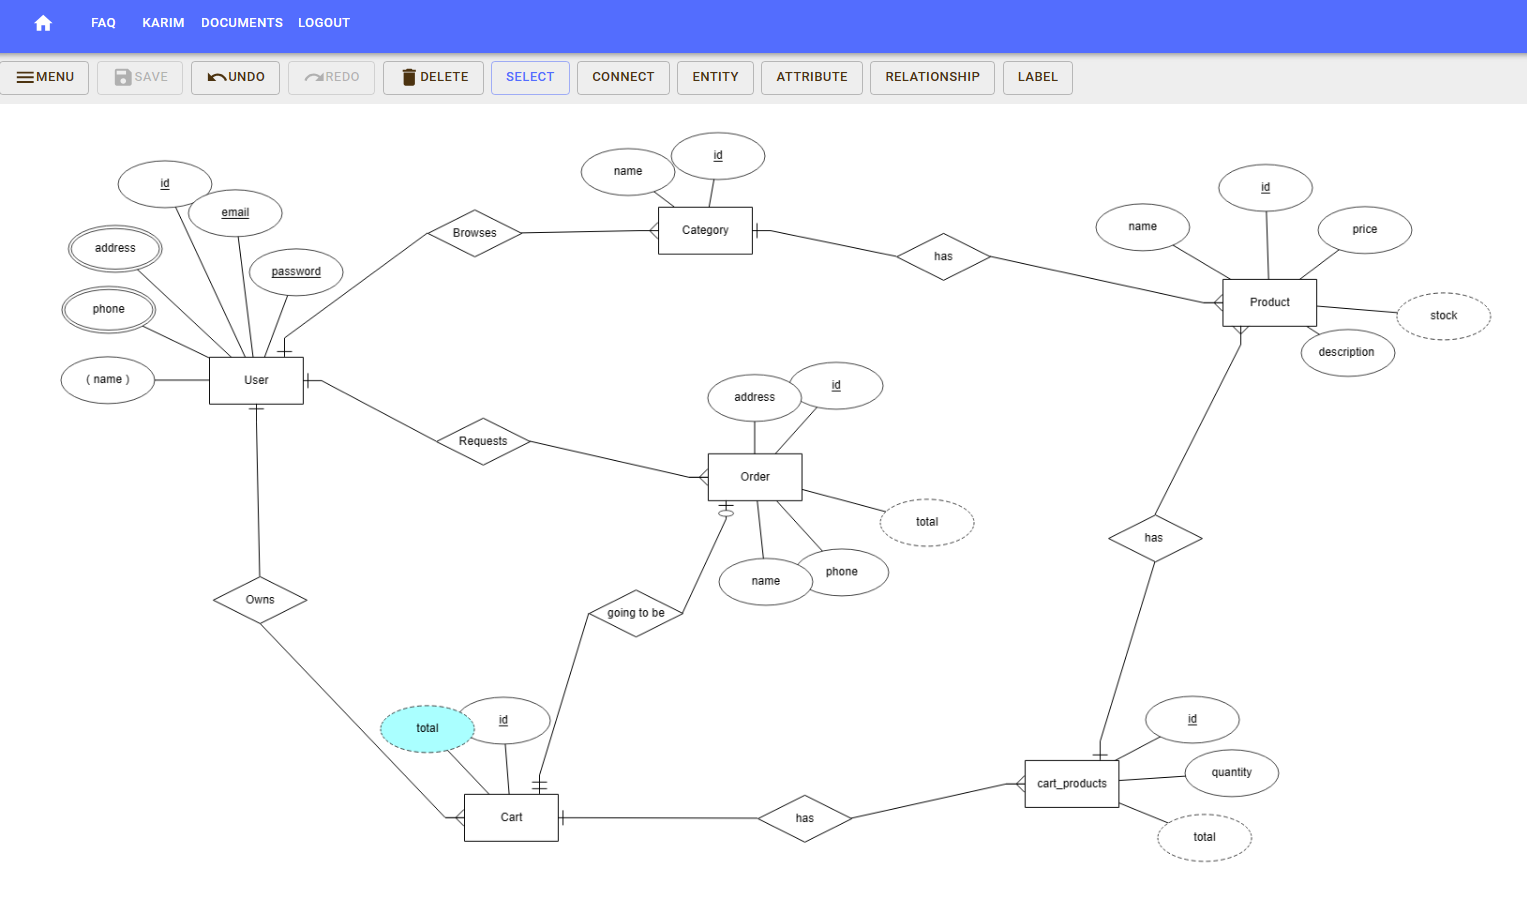 FAQ KARIM DOCUMENTS LOGOUT
MENU SAVE UNDO REDO DELETE SELECT CONNECT ENTITY ATTRIBUTE RELATIONSHIP LABEL
id
email
address
password
phone
( name )
User
Browses
name
id
Category
has
id
name
price
Product
stock
description
Requests
address
id
Order
total
name
phone
has
Owns
going to be
total
id
Cart
has
id
quantity
cart_products
total